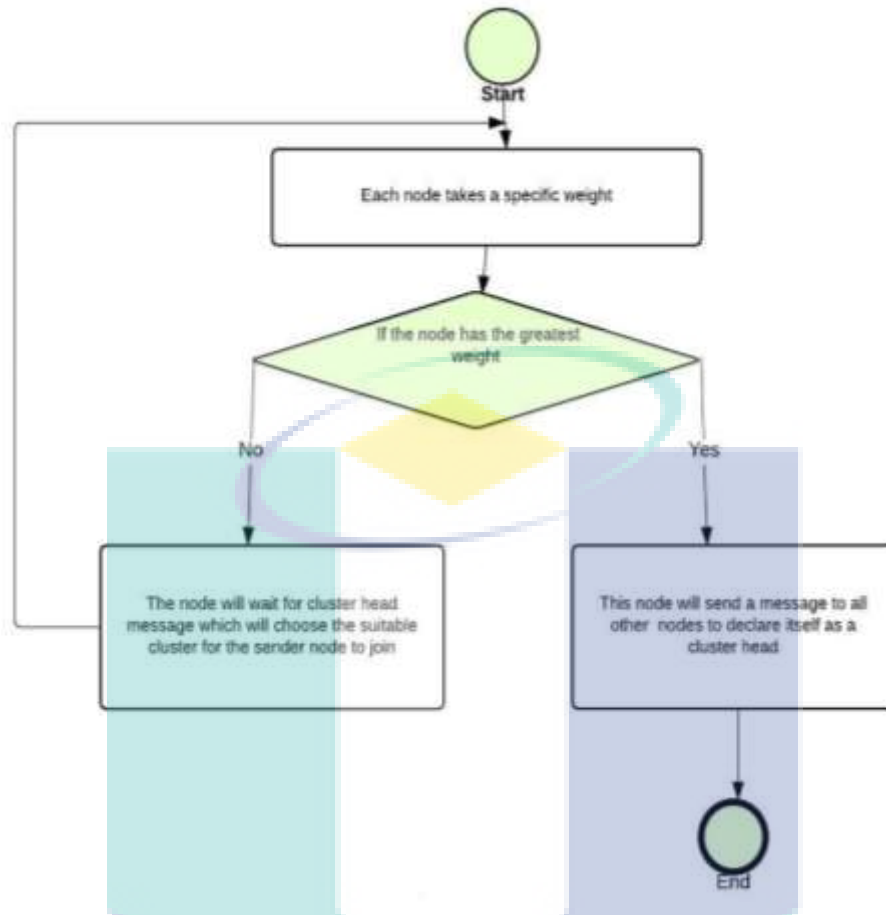 Start
Each node takes a specific weight
If the node has the greatest
weight
No
Yes
The node will wait for cluster head
message which will choose the suitable
cluster for the sender node to join
This node will send a message to all
other nodes to declare itself as a
cluster head
End